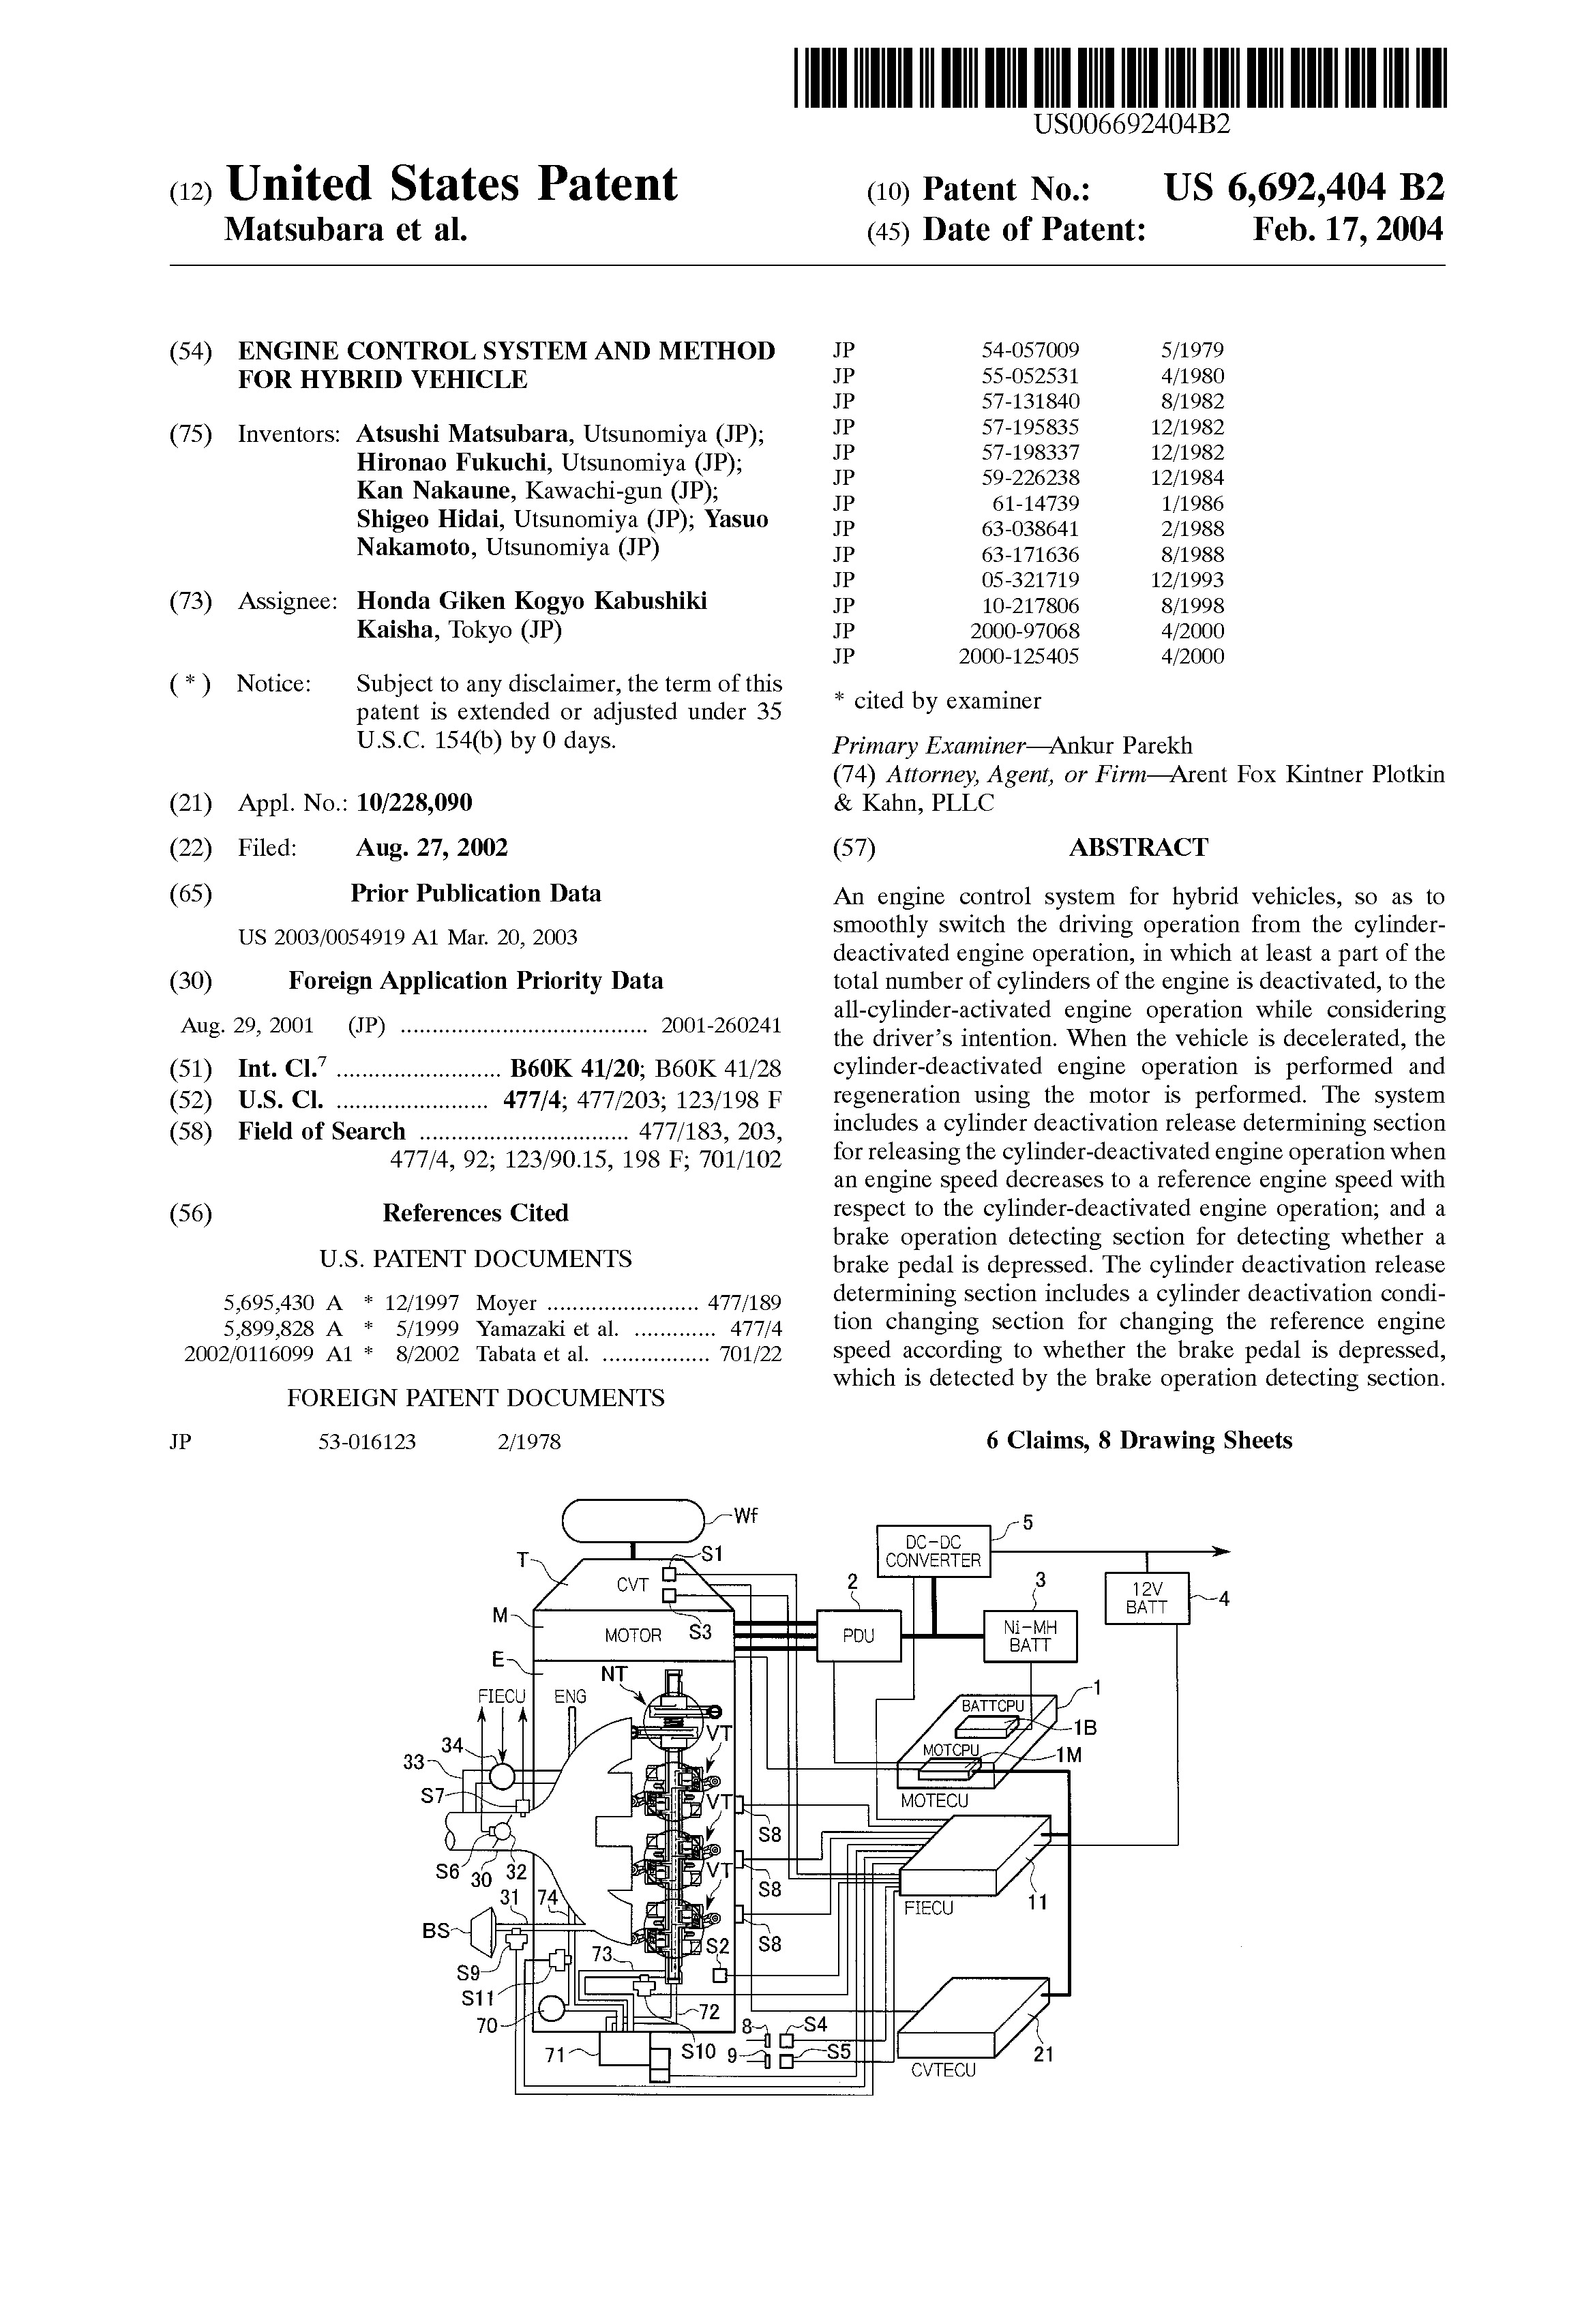 US006692404B2
(12) United States Patent
Matsubara et al.
(10) Patent No.: US 6,692,404 B2
(45) Date of Patent: Feb. 17, 2004
(54) ENGINE CONTROL SYSTEM AND METHOD
FOR HYBRID VEHICLE
(75) Inventors: Atsushi Matsubara, Utsunomiya (JP);
Hironao Fukuchi, Utsunomiya (JP);
Kan Nakaune, Kawachi-gun (JP);
Shigeo Hidai, Utsunomiya (JP); Yasuo
Nakamoto, Utsunomiya (JP)
(73) Assignee: Honda Giken Kogyo Kabushiki
Kaisha, Tokyo (JP)
( * ) Notice: Subject to any disclaimer, the term of this
patent is extended or adjusted under 35
U.S.C. 154(b) by 0 days.
(21) Appl. No.: 10/228,090
(22) Filed: Aug. 27, 2002
(65) Prior Publication Data
US 2003/0054919 A1 Mar. 20, 2003
(30) Foreign Application Priority Data
Aug. 29, 2001 (JP) ...................................... 2001-260241
(51) Int. Cl.7 .......................... B60K 41/20; B60K 41/28
(52) U.S. Cl. ........................ 477/4; 477/203; 123/198 F
(58) Field of Search ................................. 477/183, 203,
477/4, 92; 123/90.15, 198 F; 701/102
(56) References Cited
U.S. PATENT DOCUMENTS
5,695,430 A * 12/1997 Moyer ........................ 477/189
5,899,828 A * 5/1999 Yamazaki et al. ............. 477/4
2002/0116099 A1 * 8/2002 Tabata et al. ................. 701/22
FOREIGN PATENT DOCUMENTS
JP 53-016123 2/1978
JP 54-057009 5/1979
JP 55-052531 4/1980
JP 57-131840 8/1982
JP 57-195835 12/1982
JP 57-198337 12/1982
JP 59-226238 12/1984
JP 61-14739 1/1986
JP 63-038641 2/1988
JP 63-171636 8/1988
JP 05-321719 12/1993
JP 10-217806 8/1998
JP 2000-97068 4/2000
JP 2000-125405 4/2000
* cited by examiner
Primary Examiner—Ankur Parekh
(74) Attorney, Agent, or Firm—Arent Fox Kintner Plotkin
& Kahn, PLLC
(57) ABSTRACT
An engine control system for hybrid vehicles, so as to
smoothly switch the driving operation from the cylinder-
deactivated engine operation, in which at least a part of the
total number of cylinders of the engine is deactivated, to the
all-cylinder-activated engine operation while considering
the driver's intention. When the vehicle is decelerated, the
cylinder-deactivated engine operation is performed and
regeneration using the motor is performed. The system
includes a cylinder deactivation release determining section
for releasing the cylinder-deactivated engine operation when
an engine speed decreases to a reference engine speed with
respect to the cylinder-deactivated engine operation; and a
brake operation detecting section for detecting whether a
brake pedal is depressed. The cylinder deactivation release
determining section includes a cylinder deactivation condi-
tion changing section for changing the reference engine
speed according to whether the brake pedal is depressed,
which is detected by the brake operation detecting section.
6 Claims, 8 Drawing Sheets
Wf
T
S1
CVT
M
MOTOR
S3
E
NT
FIECU
ENG
VT
34
33
S7
VT
S8
S6
30
32
VT
S8
31
74
BS
S8
S9
73
S2
S11
70
72
71
S10
8
S4
9
S5
2
PDU
DC-DC
CONVERTER
5
3
Ni-MH
BATT
12V
BATT
4
1
BATTCPU
1B
MOTCPU
1M
MOTECU
FIECU
11
CVTECU
21